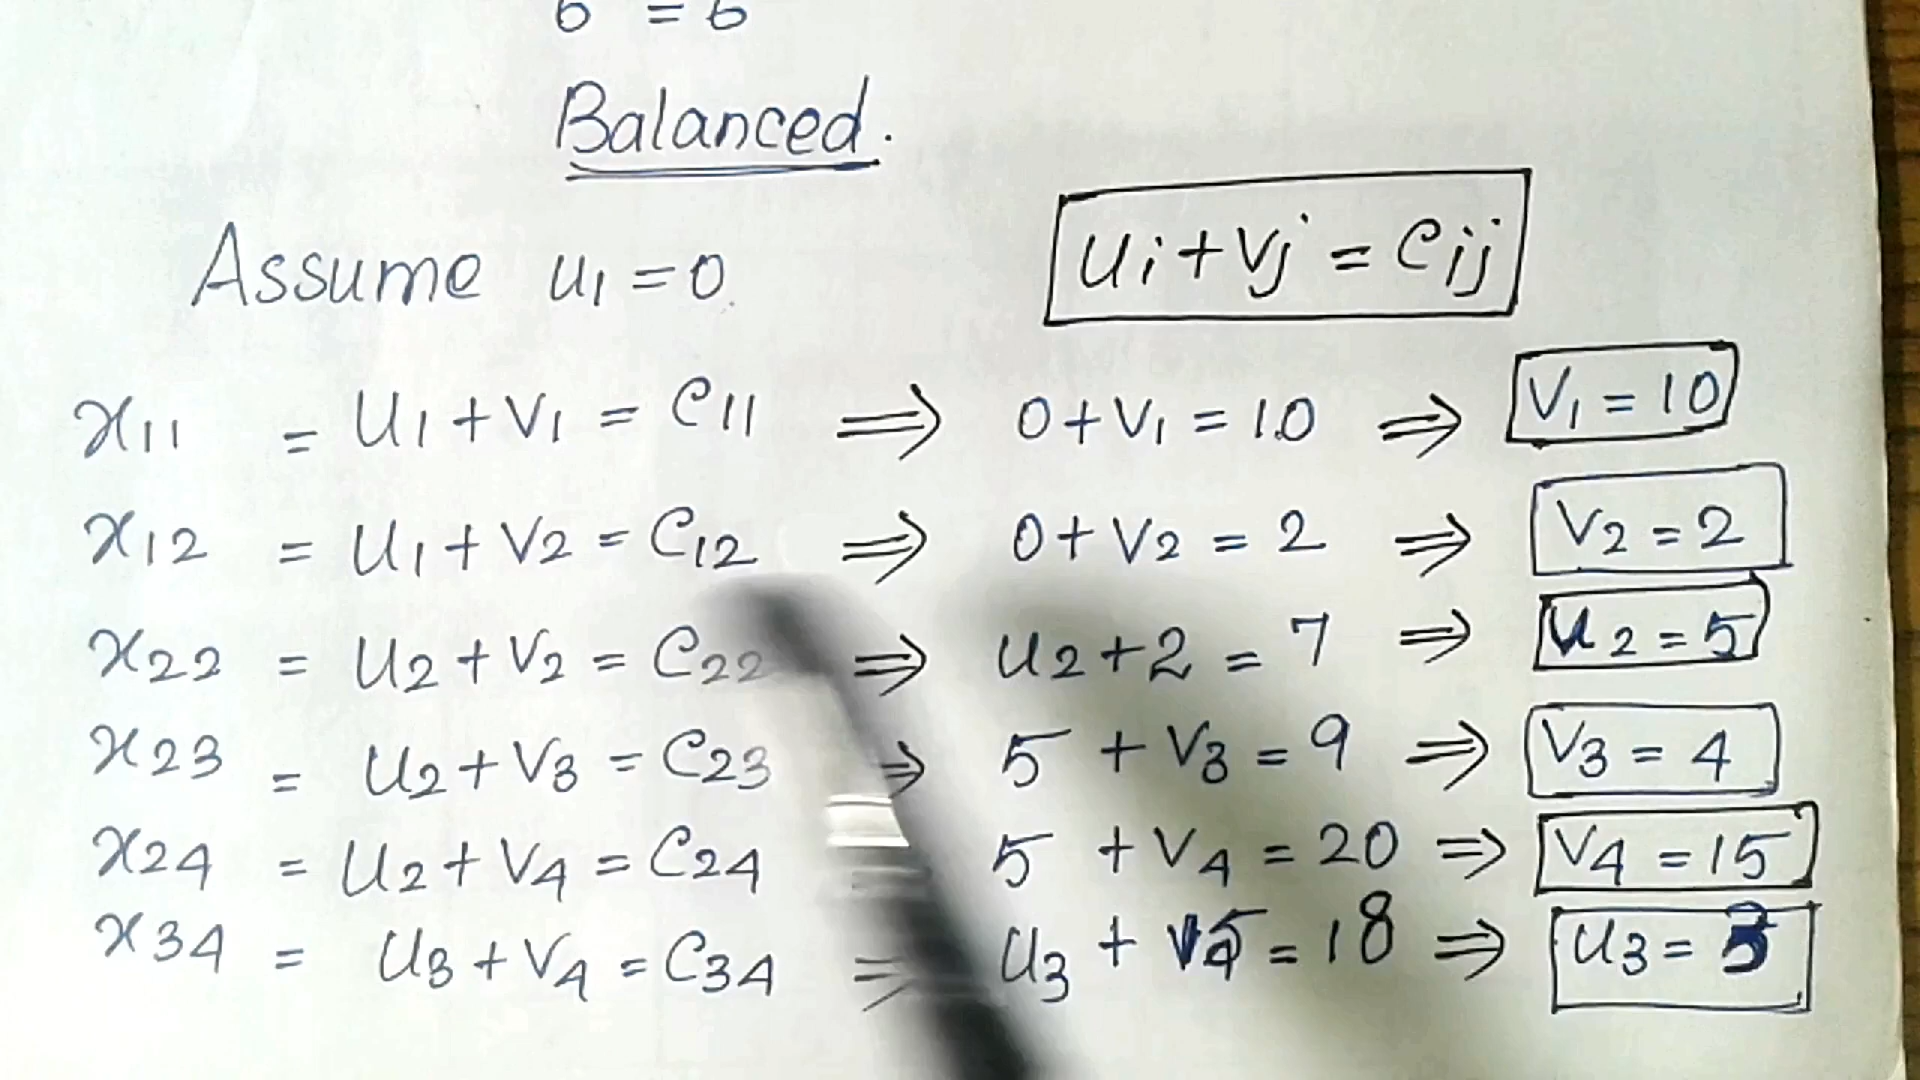 6 = 6
Balanced.
Assume u1 = 0
Ui + Vj = Cij
x11 = U1 + V1 = C11 ⟹ 0 + V1 = 10 ⟹ V1 = 10
x12 = U1 + V2 = C12 ⟹ 0 + V2 = 2 ⟹ V2 = 2
x22 = U2 + V2 = C22 ⟹ U2 + 2 = 7 ⟹ U2 = 5
x23 = U2 + V3 = C23 ⟹ 5 + V3 = 9 ⟹ V3 = 4
x24 = U2 + V4 = C24 = 5 + V4 = 20 ⟹ V4 = 15
x34 = U3 + V4 = C34 = U3 + 15 = 18 ⟹ U3 = 3